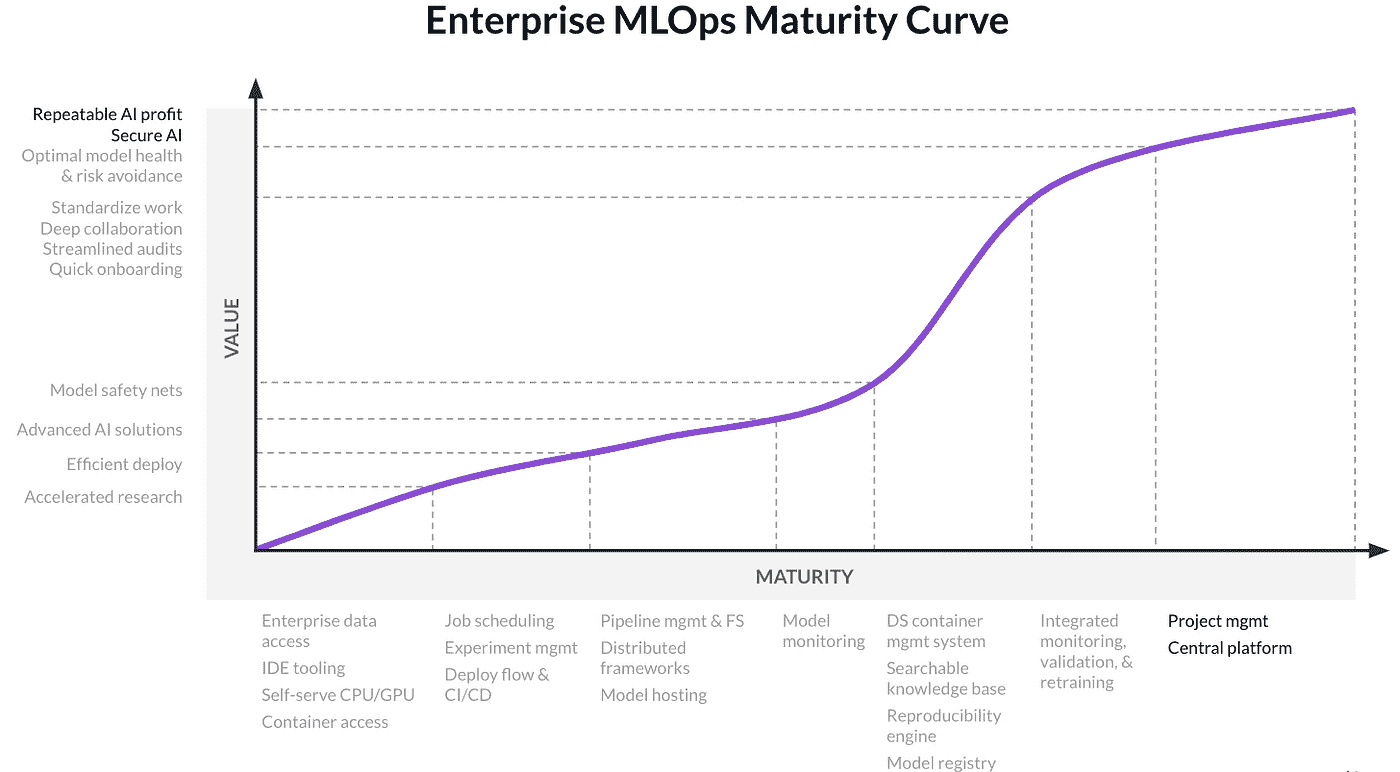 Enterprise MLOps Maturity Curve
Repeatable AI profit
Secure AI
Optimal model health
& risk avoidance
Standardize work
Deep collaboration
Streamlined audits
Quick onboarding
VALUE
Model safety nets
Advanced AI solutions
Efficient deploy
Accelerated research
MATURITY
Enterprise data
access
IDE tooling
Self-serve CPU/GPU
Container access
Job scheduling
Experiment mgmt
Deploy flow &
CI/CD
Pipeline mgmt & FS
Distributed
frameworks
Model hosting
Model
monitoring
DS container
mgmt system
Searchable
knowledge base
Reproducibility
engine
Model registry
Integrated
monitoring,
validation, &
retraining
Project mgmt
Central platform